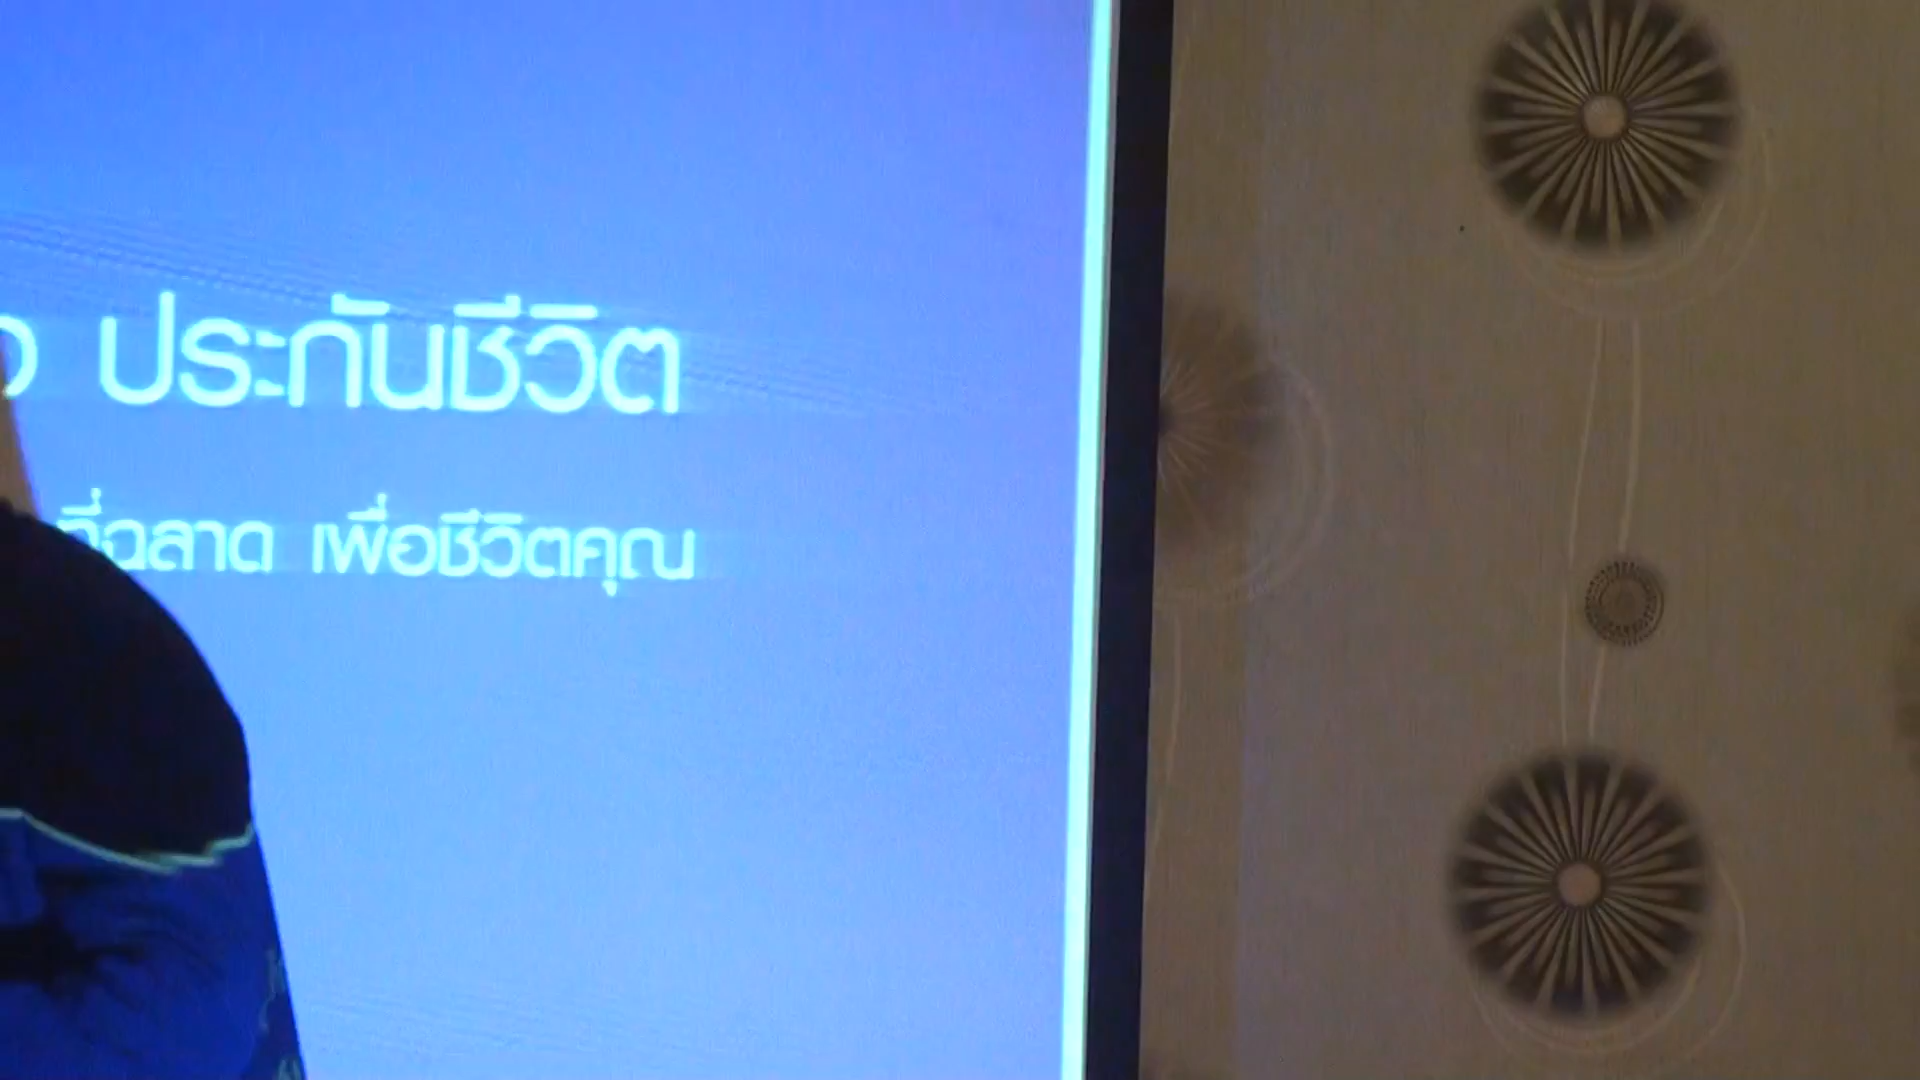 ประกันชีวิต
ที่ฉลาด เพื่อชีวิตคุณ